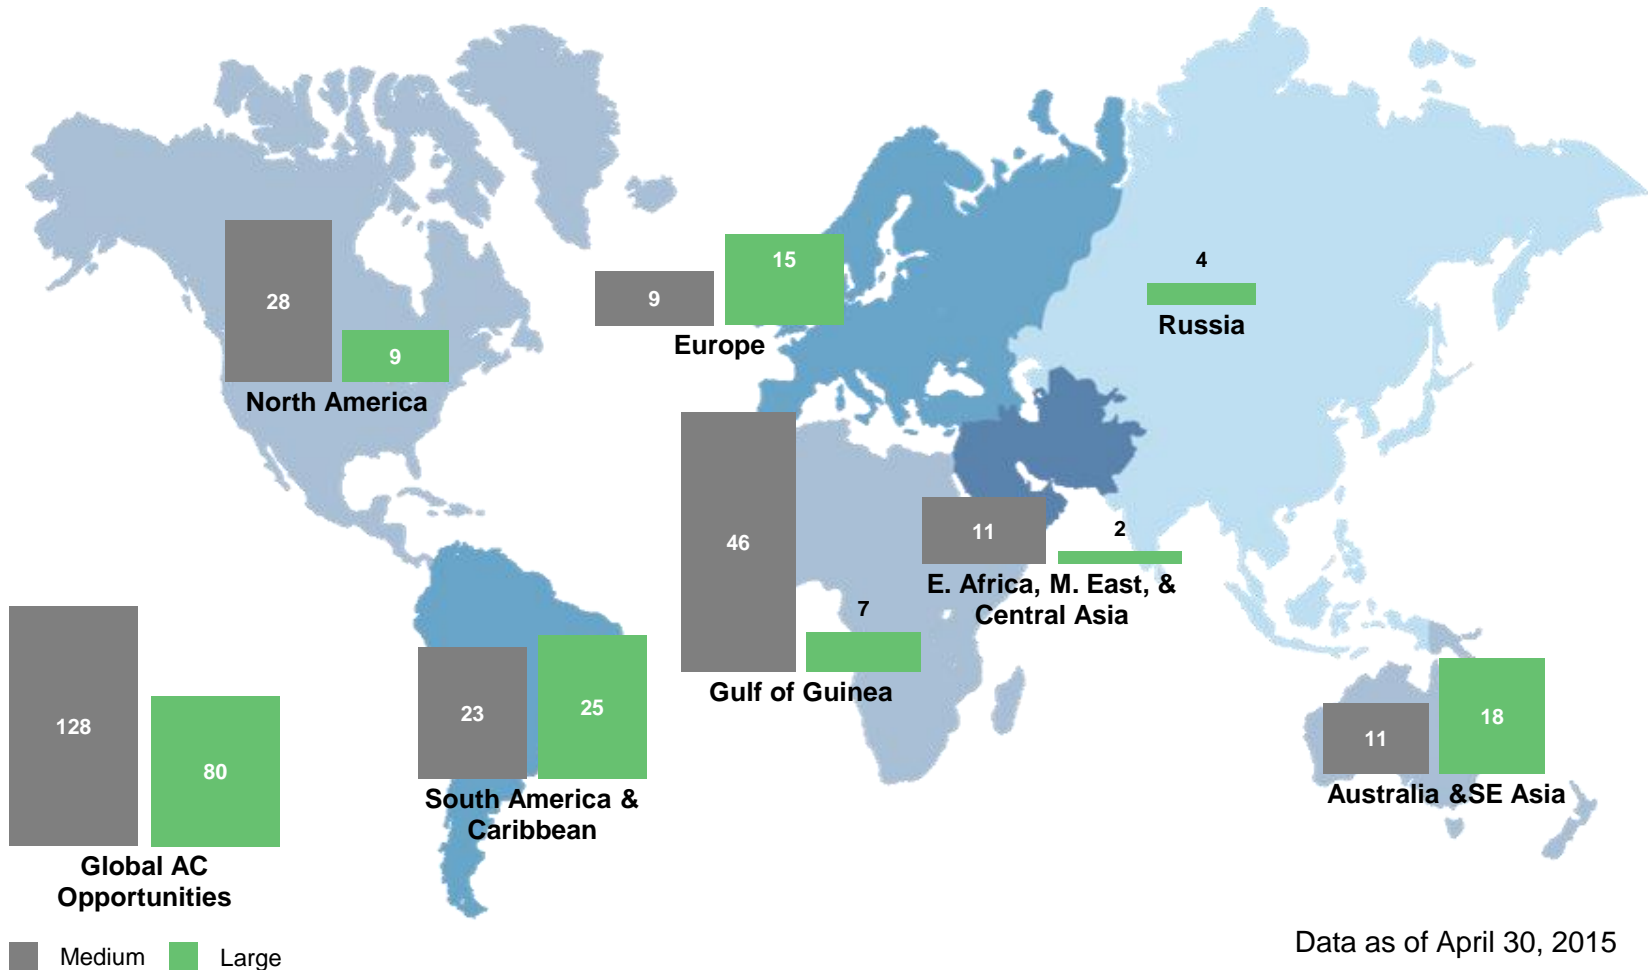 28
9
North America
9
15
Europe
4
Russia
46
7
Gulf of Guinea
11
2
E. Africa, M. East, &
Central Asia
128
80
Global AC
Opportunities
23
25
South America &
Caribbean
11
18
Australia &SE Asia
Medium
Large
Data as of April 30, 2015